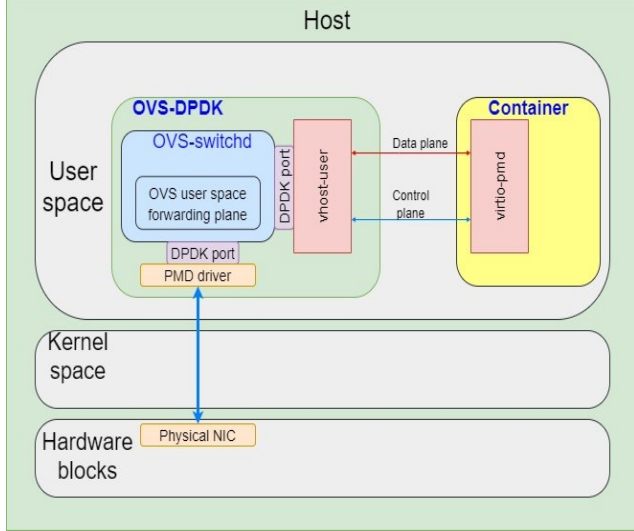 Host
OVS-DPDK
Container
OVS-switchd
OVS user space
forwarding plane
DPDK port
vhost-user
Data plane
Control
plane
virtio-pmd
User
space
DPDK port
PMD driver
Kernel
space
Physical NIC
Hardware
blocks